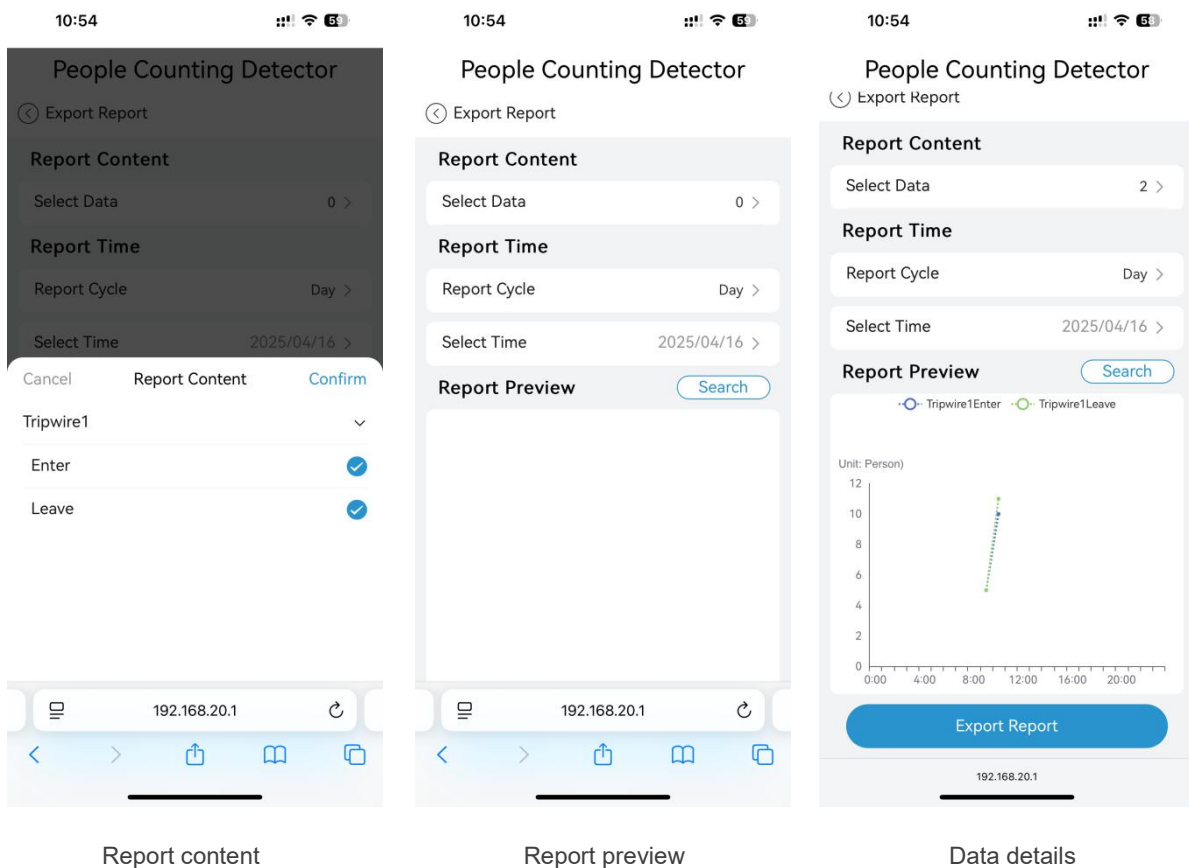 10:54
59
People Counting Detector
Export Report
Report Content
Select Data
0
Report Time
Report Cycle
Day
Select Time
2025/04/16
Cancel
Report Content
Confirm
Tripwire1
Enter
Leave
192.168.20.1
Report content
10:54
59
People Counting Detector
Export Report
Report Content
Select Data
0
Report Time
Report Cycle
Day
Select Time
2025/04/16
Report Preview
Search
192.168.20.1
Report preview
10:54
58
People Counting Detector
Export Report
Report Content
Select Data
2
Report Time
Report Cycle
Day
Select Time
2025/04/16
Report Preview
Search
Tripwire1Enter
Tripwire1Leave
Unit: Person)
12
10
8
6
4
2
0
0:00 4:00 8:00 12:00 16:00 20:00
Export Report
192.168.20.1
Data details